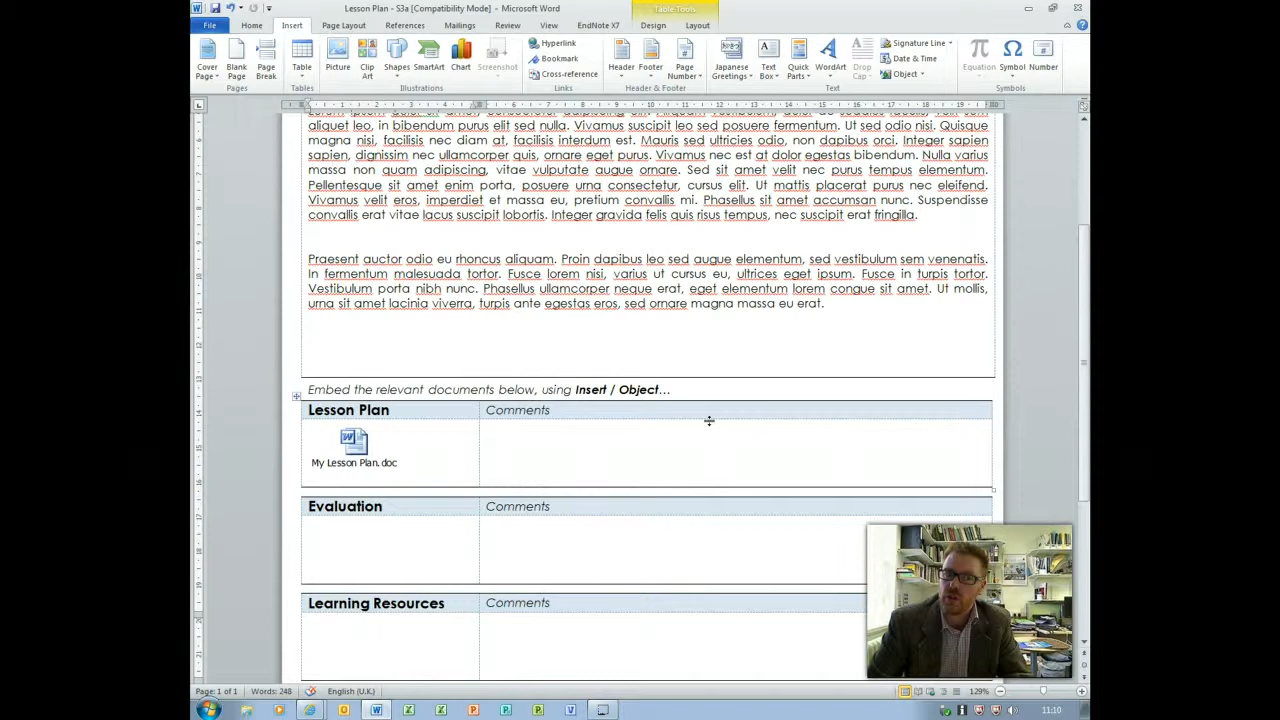 Lesson Plan - S3a [Compatibility Mode] - Microsoft Word
Table Tools
File Home Insert Page Layout References Mailings Review View EndNote X7 Design Layout
Cover Page Blank Page Page Break Table Picture Clip Art Shapes SmartArt Chart Screenshot Hyperlink Bookmark Cross-reference Header Footer Page Number Japanese Greetings Text Box Quick Parts WordArt Drop Cap Signature Line Date & Time Object Equation Symbol Number
Pages Tables Illustrations Links Header & Footer Text Symbols
aliquet leo, in bibendum purus elit sed nulla. Vivamus suscipit leo sed posuere fermentum. Ut sed odio nisi. Quisque
magna nisi, facilisis nec diam at, facilisis interdum est. Mauris sed ultricies odio, non dapibus orci. Integer sapien
sapien, dignissim nec ullamcorper quis, ornare eget purus. Vivamus nec est at dolor egestas bibendum. Nulla varius
massa non quam adipiscing, vitae vulputate augue ornare. Sed sit amet velit nec purus tempus elementum.
Pellentesque sit amet enim porta, posuere urna consectetur, cursus elit. Ut mattis placerat purus nec eleifend.
Vivamus velit eros, imperdiet et massa eu, pretium convallis mi. Phasellus sit amet accumsan nunc. Suspendisse
convallis erat vitae lacus suscipit lobortis. Integer gravida felis quis risus tempus, nec suscipit erat fringilla.
Praesent auctor odio eu rhoncus aliquam. Proin dapibus leo sed augue elementum, sed vestibulum sem venenatis.
In fermentum malesuada tortor. Fusce lorem nisi, varius ut cursus eu, ultrices eget ipsum. Fusce in turpis tortor.
Vestibulum porta nibh nunc. Phasellus ullamcorper neque erat, eget elementum lorem congue sit amet. Ut mollis,
urna sit amet lacinia viverra, turpis ante egestas eros, sed ornare magna massa eu erat.
Embed the relevant documents below, using Insert / Object...
Lesson Plan Comments
My Lesson Plan.doc
Evaluation Comments
Learning Resources Comments
Page: 1 of 1 Words: 248 English (U.K.) 129%
11:10